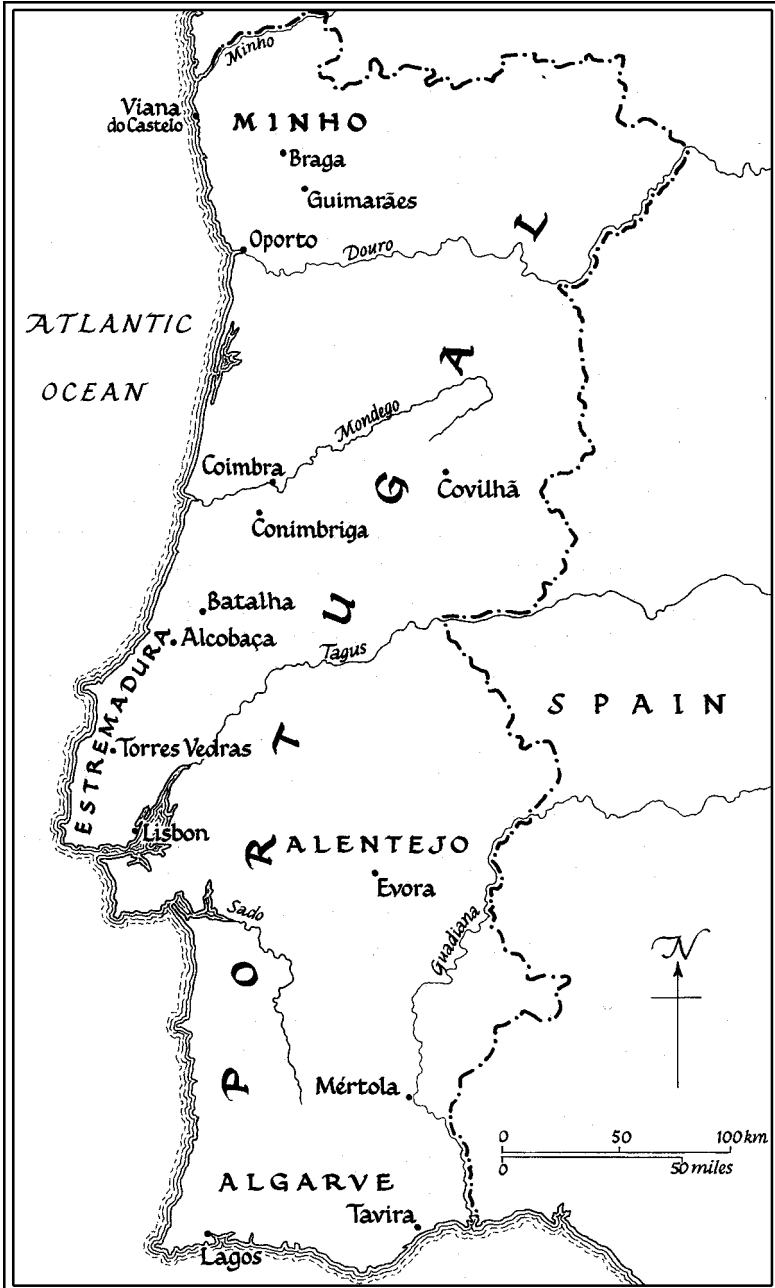 Minho
Viana
do Castelo
MINHO
Braga
Guimarães
Oporto
Douro
ATLANTIC
OCEAN
Mondego
Coimbra
Covilhã
Conimbriga
Batalha
Alcobaça
Tagus
ESTREMADURA
SPAIN
Torres Vedras
Lisbon
ALENTEJO
Evora
Sado
Guadiana
N
PORTUGAL
Mértola
0 50 100 km
0 50 miles
ALGARVE
Tavira
Lagos